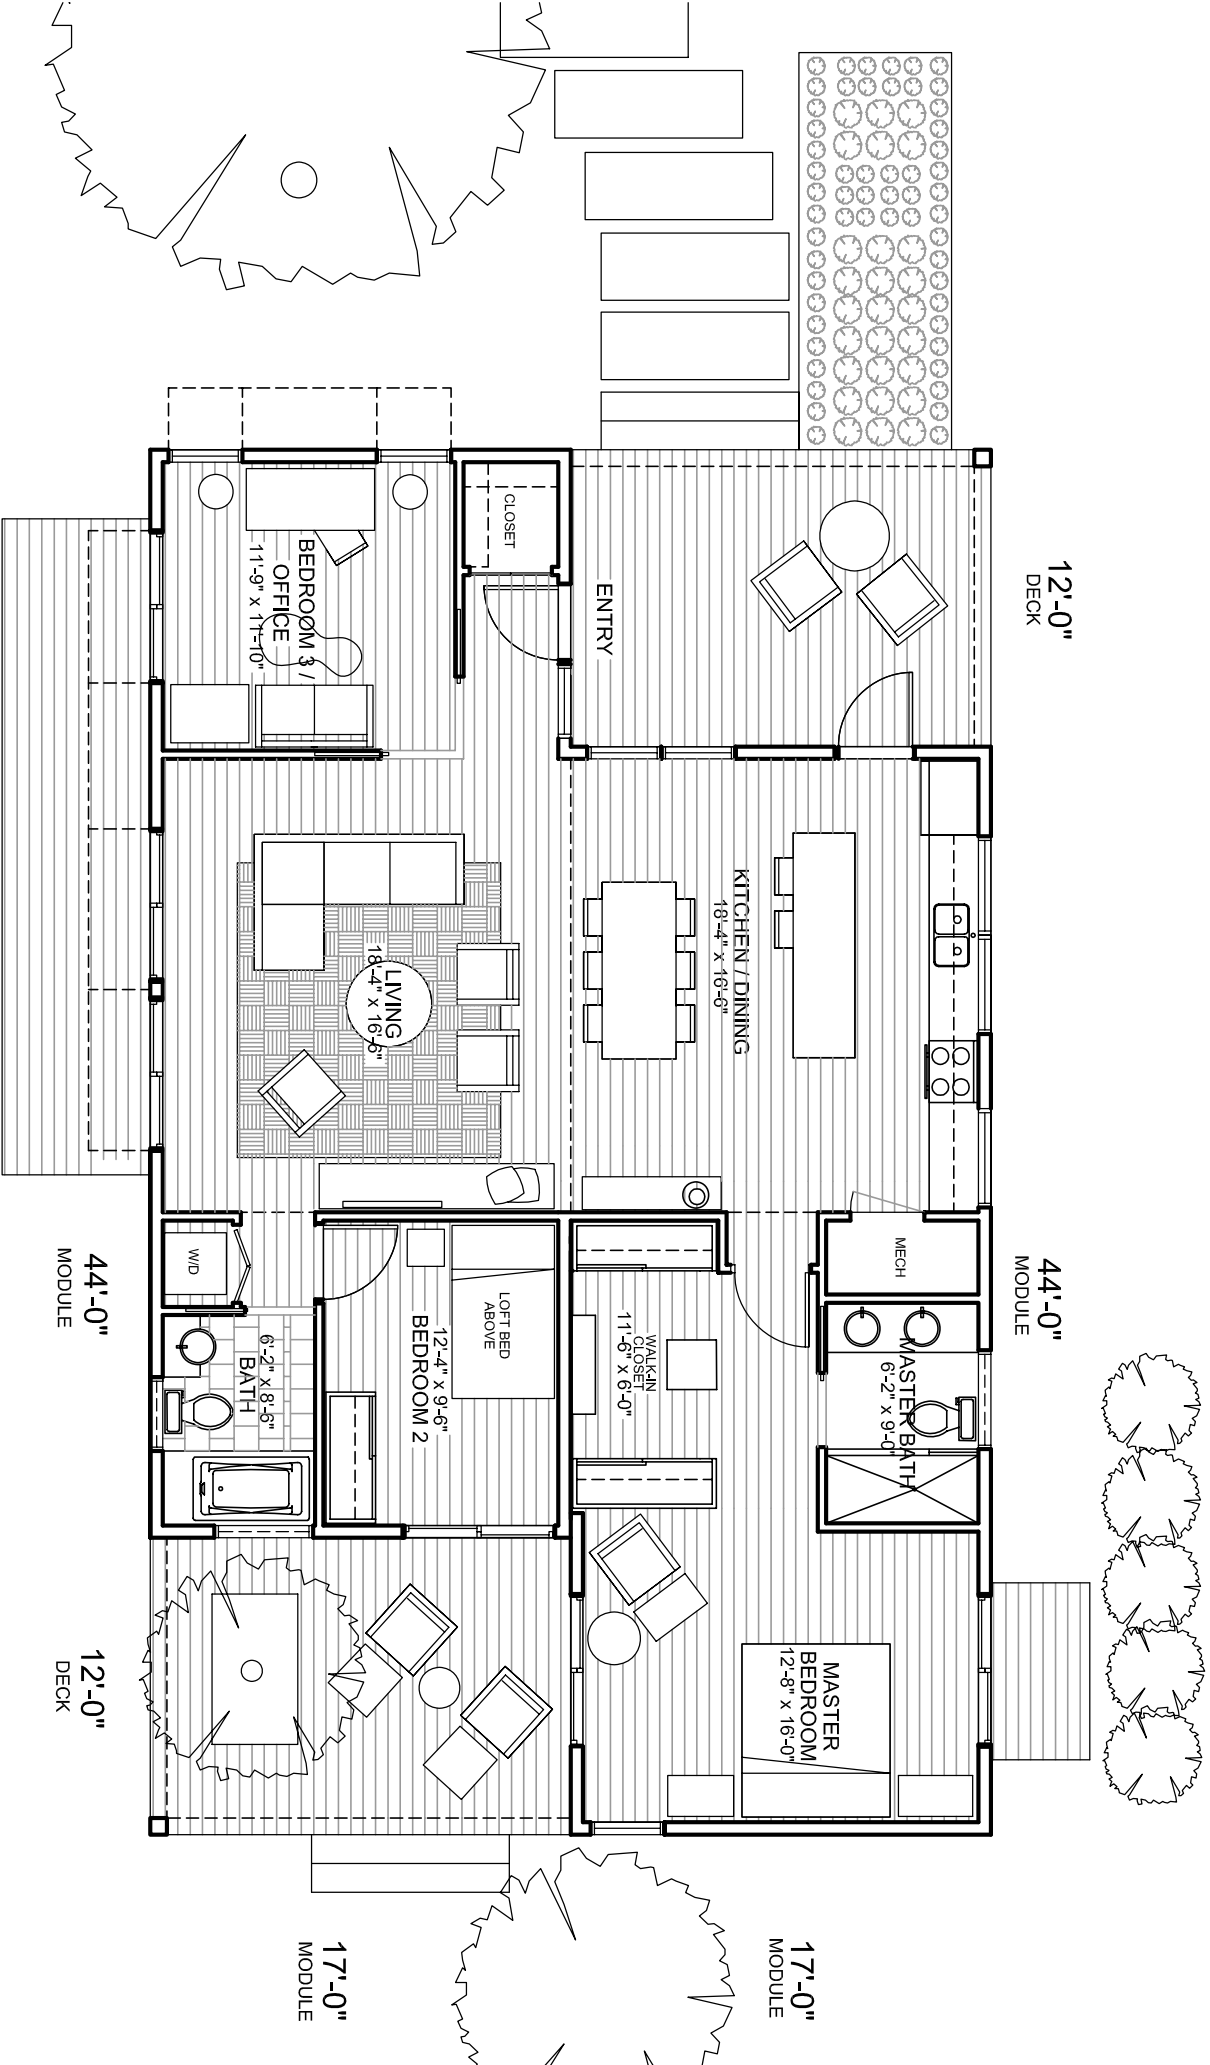 12'-0"
DECK
44'-0"
MODULE
ENTRY
KITCHEN / DINING
18'-4" x 16'-6"
MECH
MASTER BATH
6'-2" x 9'-0"
MASTER
BEDROOM
12'-8" x 16'-0"
WALK-IN
CLOSET
11'-6" x 6'-0"
17'-0"
MODULE
CLOSET
BEDROOM 3 /
OFFICE
11'-9" x 11'-10"
LIVING
18'-4" x 16'-6"
LOFT BED
ABOVE
12'-4" x 9'-6"
BEDROOM 2
W/D
6'-2" x 8'-6"
BATH
17'-0"
MODULE
44'-0"
MODULE
12'-0"
DECK